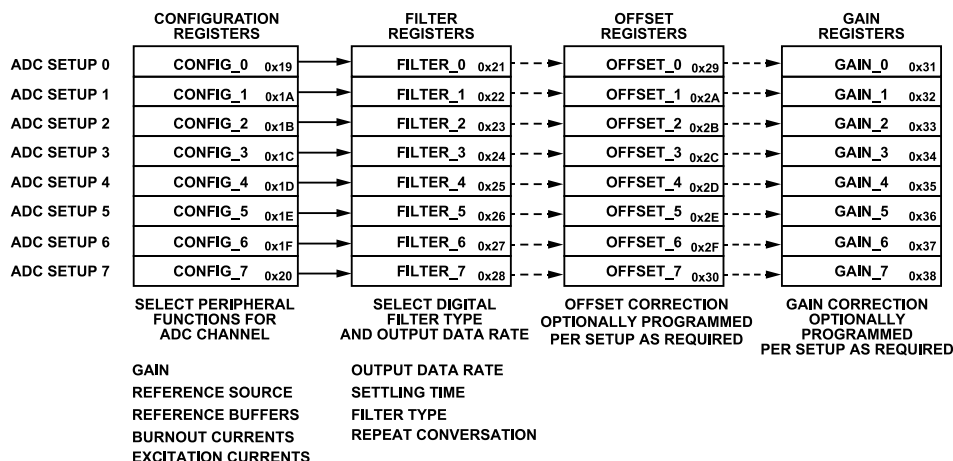 CONFIGURATION REGISTERS
FILTER REGISTERS
OFFSET REGISTERS
GAIN REGISTERS
ADC SETUP 0 CONFIG_0 0x19 FILTER_0 0x21 OFFSET_0 0x29 GAIN_0 0x31
ADC SETUP 1 CONFIG_1 0x1A FILTER_1 0x22 OFFSET_1 0x2A GAIN_1 0x32
ADC SETUP 2 CONFIG_2 0x1B FILTER_2 0x23 OFFSET_2 0x2B GAIN_2 0x33
ADC SETUP 3 CONFIG_3 0x1C FILTER_3 0x24 OFFSET_3 0x2C GAIN_3 0x34
ADC SETUP 4 CONFIG_4 0x1D FILTER_4 0x25 OFFSET_4 0x2D GAIN_4 0x35
ADC SETUP 5 CONFIG_5 0x1E FILTER_5 0x26 OFFSET_5 0x2E GAIN_5 0x36
ADC SETUP 6 CONFIG_6 0x1F FILTER_6 0x27 OFFSET_6 0x2F GAIN_6 0x37
ADC SETUP 7 CONFIG_7 0x20 FILTER_7 0x28 OFFSET_7 0x30 GAIN_7 0x38
SELECT PERIPHERAL
FUNCTIONS FOR
ADC CHANNEL
SELECT DIGITAL
FILTER TYPE
AND OUTPUT DATA RATE
OFFSET CORRECTION
OPTIONALLY PROGRAMMED
PER SETUP AS REQUIRED
GAIN CORRECTION
OPTIONALLY
PROGRAMMED
PER SETUP AS REQUIRED
GAIN
REFERENCE SOURCE
REFERENCE BUFFERS
BURNOUT CURRENTS
EXCITATION CURRENTS
OUTPUT DATA RATE
SETTLING TIME
FILTER TYPE
REPEAT CONVERSATION